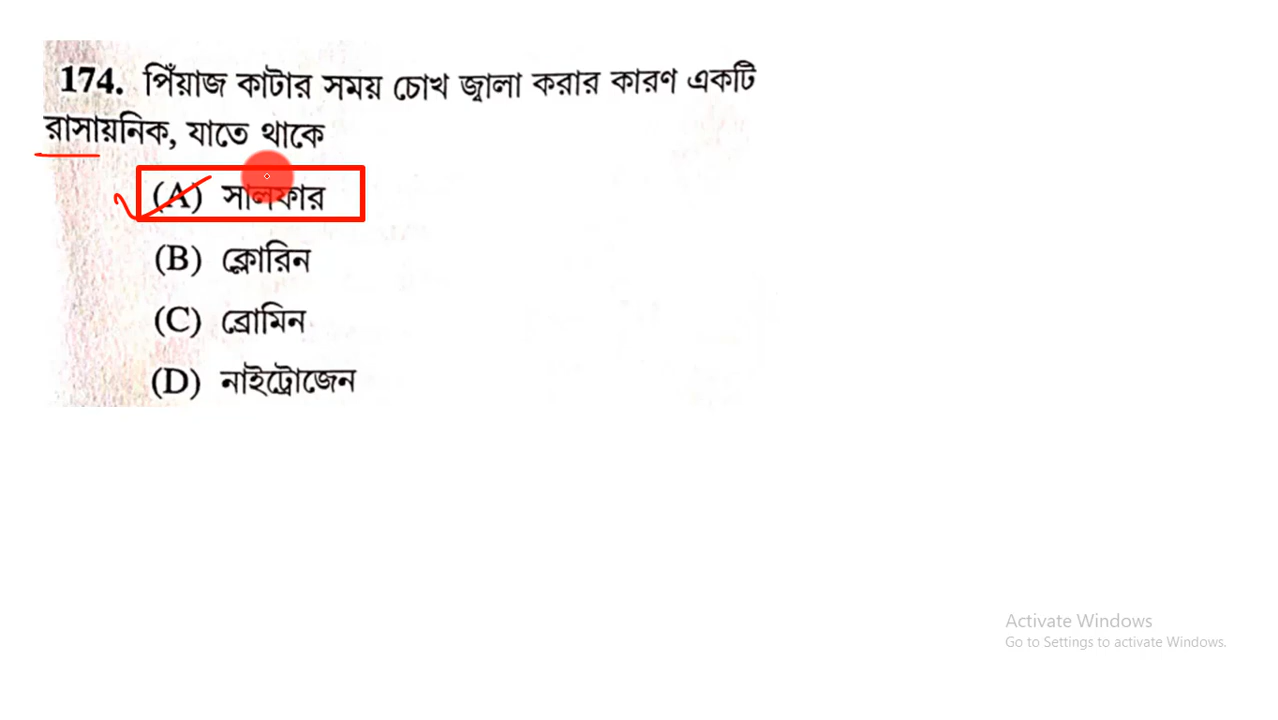 174. পিঁয়াজ কাটার সময় চোখ জ্বালা করার কারণ একটি
রাসায়নিক, যাতে থাকে
(A) সালফার
(B) ক্লোরিন
(C) ব্রোমিন
(D) নাইট্রোজেন
Activate Windows
Go to Settings to activate Windows.